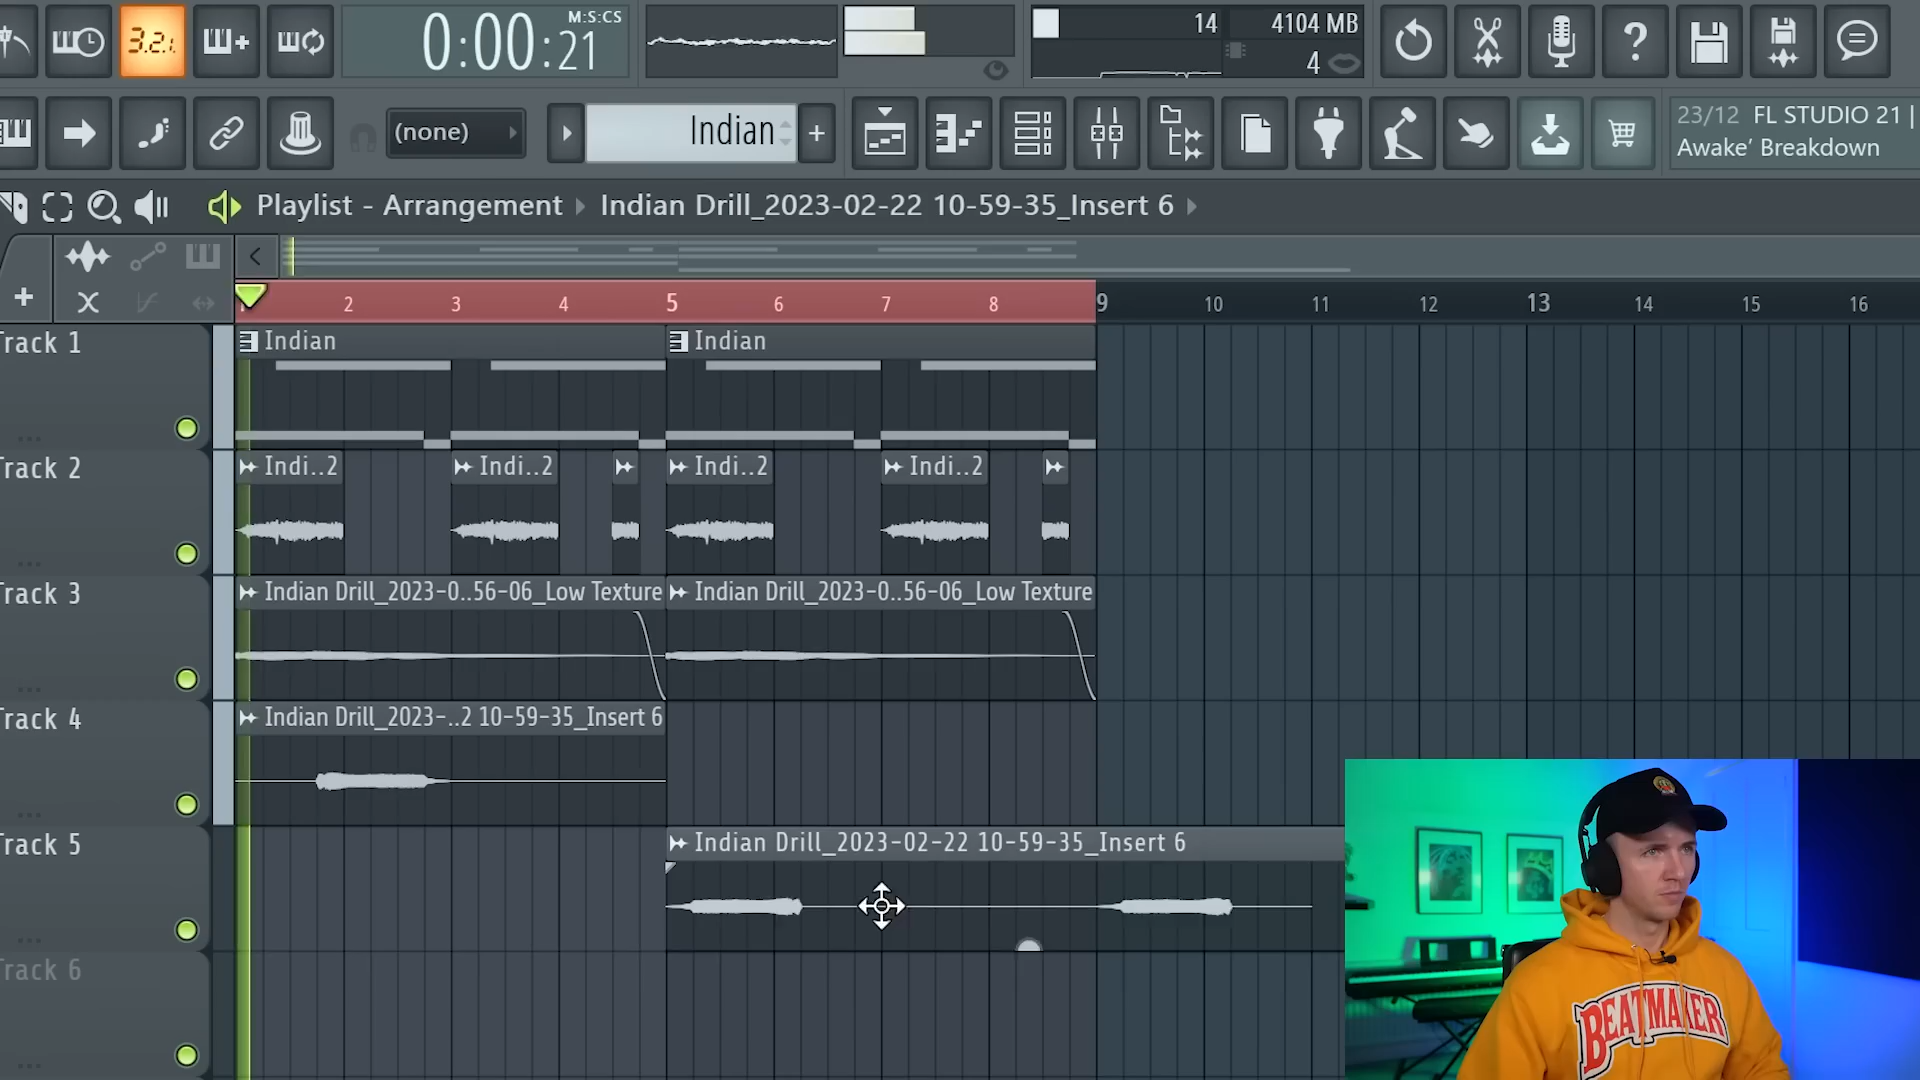 3.2.ı
M:S:CS
0:00:21
14
4104 MB
4
(none)
Indian
23/12 FL STUDIO 21 |
Awake’ Breakdown
Playlist - Arrangement
Indian Drill_2023-02-22 10-59-35_Insert 6
2 3 4 5 6 7 8 9 10 11 12 13 14 15 16
Track 1
Indian
Indian
Track 2
Indi..2
Indi..2
Indi..2
Indi..2
Track 3
Indian Drill_2023-0..56-06_Low Texture
Indian Drill_2023-0..56-06_Low Texture
Track 4
Indian Drill_2023-..2 10-59-35_Insert 6
Track 5
Indian Drill_2023-02-22 10-59-35_Insert 6
Track 6
BEATMAKER